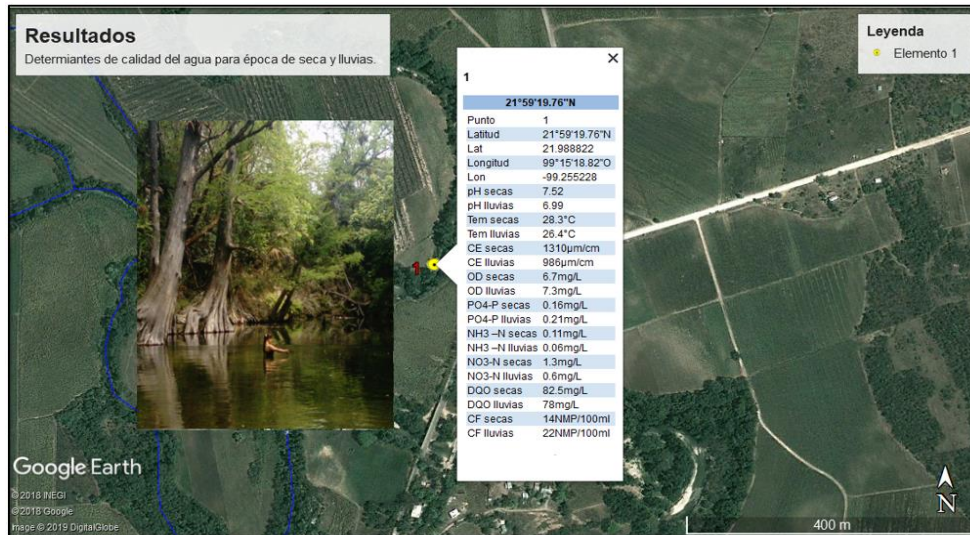 Resultados
Determiantes de calidad del agua para época de seca y lluvias.
Leyenda
Elemento 1
1
21°59'19.76"N
Punto 1
Latitud 21°59'19.76"N
Lat 21.988822
Longitud 99°15'18.82"O
Lon -99.255228
pH secas 7.52
pH lluvias 6.99
Tem secas 28.3°C
Tem lluvias 26.4°C
CE secas 1310µm/cm
CE lluvias 986µm/cm
OD secas 6.7mg/L
OD lluvias 7.3mg/L
PO4-P secas 0.16mg/L
PO4-P lluvias 0.21mg/L
NH3 –N secas 0.11mg/L
NH3 –N lluvias 0.06mg/L
NO3-N secas 1.3mg/L
NO3-N lluvias 0.6mg/L
DQO secas 82.5mg/L
DQO lluvias 78mg/L
CF secas 14NMP/100ml
CF lluvias 22NMP/100ml
1
Google Earth
© 2018 INEGI
© 2018 Google
Image © 2019 DigitalGlobe
N
400 m